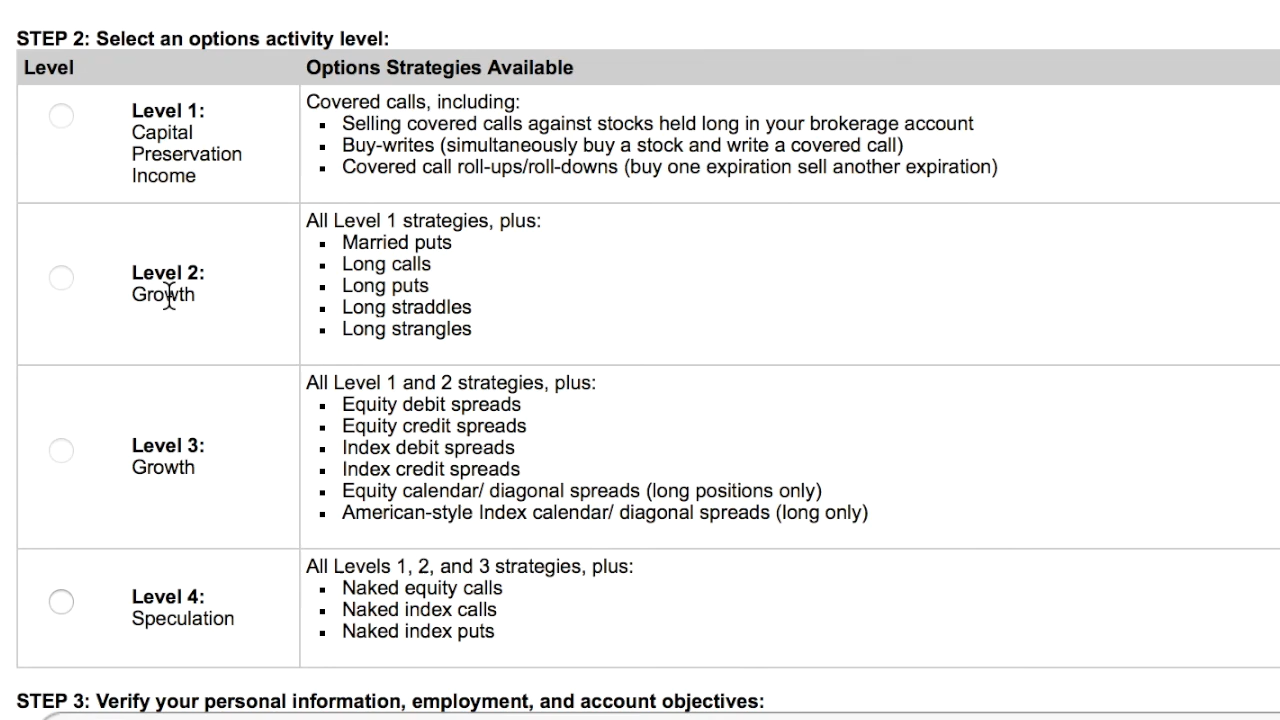 STEP 2: Select an options activity level:
Level
Options Strategies Available
Level 1:
Capital
Preservation
Income
Covered calls, including:
Selling covered calls against stocks held long in your brokerage account
Buy-writes (simultaneously buy a stock and write a covered call)
Covered call roll-ups/roll-downs (buy one expiration sell another expiration)
Level 2:
Growth
All Level 1 strategies, plus:
Married puts
Long calls
Long puts
Long straddles
Long strangles
Level 3:
Growth
All Level 1 and 2 strategies, plus:
Equity debit spreads
Equity credit spreads
Index debit spreads
Index credit spreads
Equity calendar/ diagonal spreads (long positions only)
American-style Index calendar/ diagonal spreads (long only)
Level 4:
Speculation
All Levels 1, 2, and 3 strategies, plus:
Naked equity calls
Naked index calls
Naked index puts
STEP 3: Verify your personal information, employment, and account objectives: